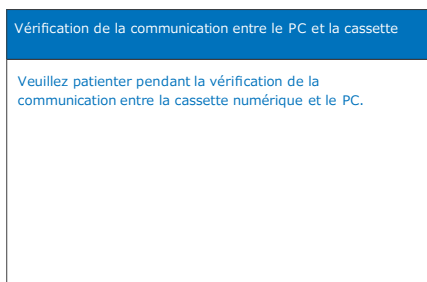 Vérification de la communication entre le PC et la cassette
Veuillez patienter pendant la vérification de la
communication entre la cassette numérique et le PC.